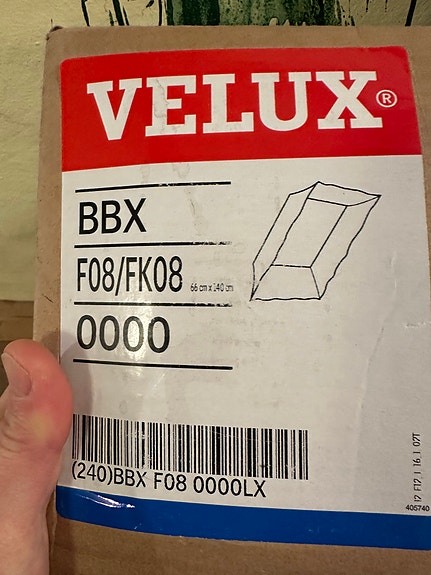 VELUX®
BBX
F08/FK08 66 cm x 140 cm
0000
(240)BBX F08 0000LX
405740